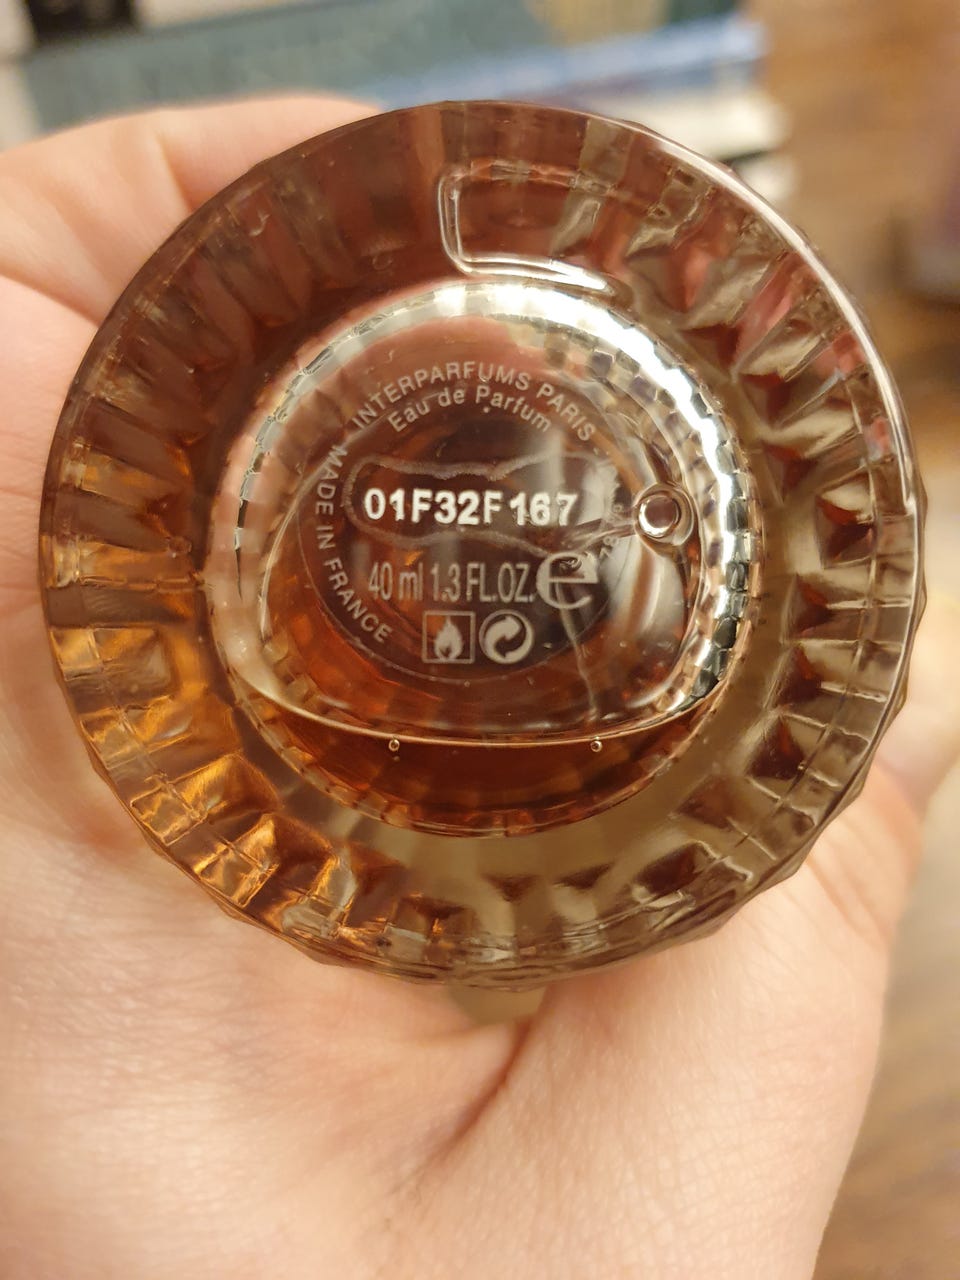 INTERPARFUMS PARIS
Eau de Parfum
MADE IN FRANCE
01F32F167
40 ml 1.3 FL.OZ. e